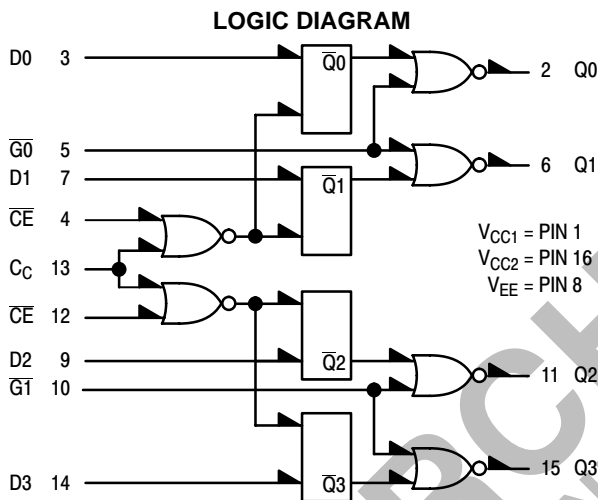 LOGIC DIAGRAM
D0 3
Q̅0
2 Q0
G̅0̅ 5
D1 7
Q̅1
6 Q1
C̅E̅ 4
VCC1 = PIN 1
CC 13
VCC2 = PIN 16
VEE = PIN 8
C̅E̅ 12
D2 9
Q̅2
11 Q2
G̅1̅ 10
D3 14
Q̅3
15 Q3